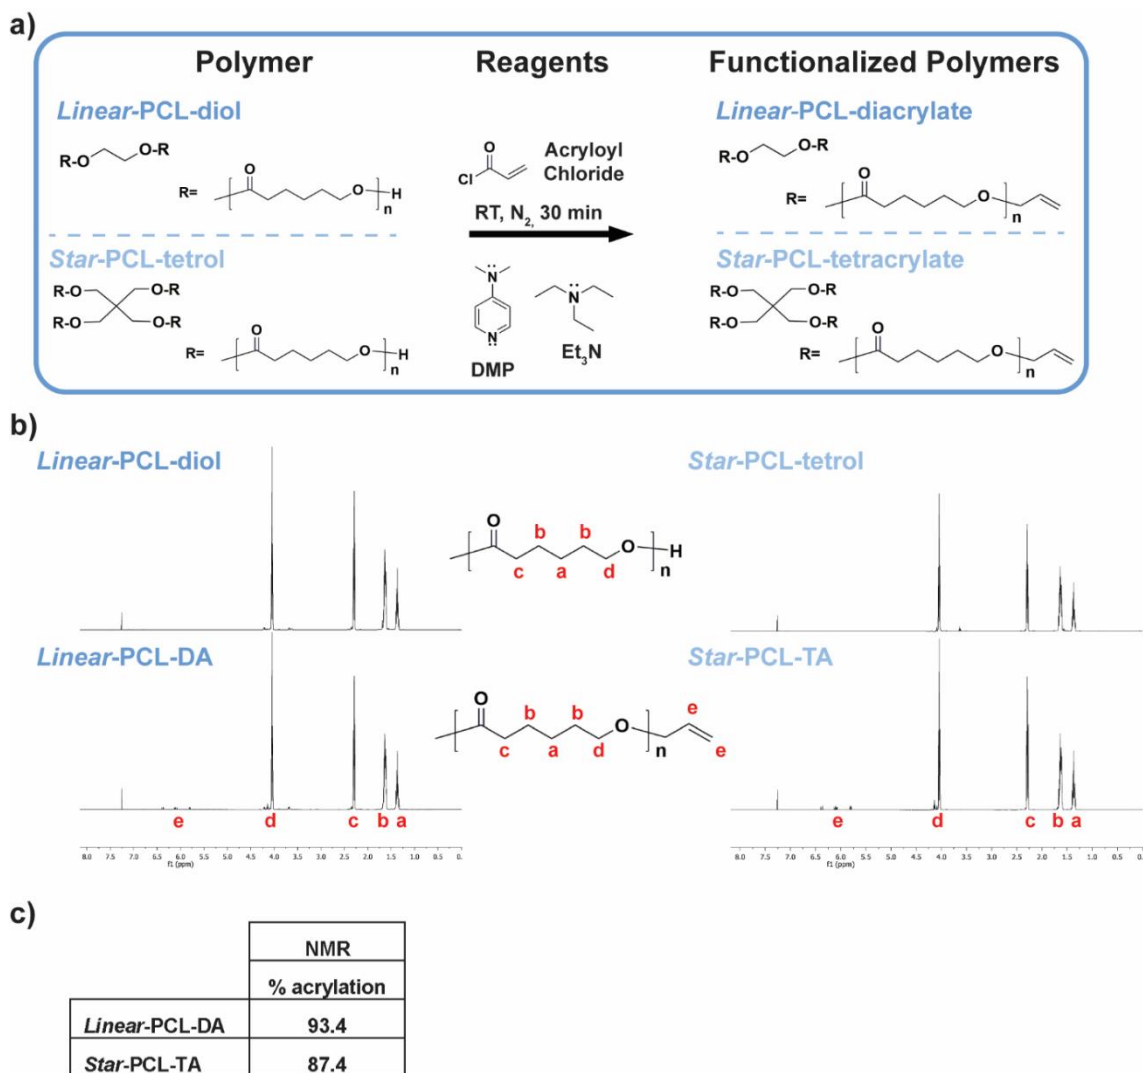 a)
Polymer
Reagents
Functionalized Polymers
Linear-PCL-diol
R-O
O-R
R=
O
O
H
n
Star-PCL-tetrol
R-O
O-R
R-O
O-R
R=
O
O
H
n
O
Cl
Acryloyl
Chloride
RT, N2, 30 min
N
N
DMP
N
Et3N
Linear-PCL-diacrylate
R-O
O-R
R=
O
O
n
Star-PCL-tetracrylate
R-O
O-R
R-O
O-R
R=
O
O
n
b)
Linear-PCL-diol
Star-PCL-tetrol
O
b
b
O
H
n
c
a
d
Linear-PCL-DA
Star-PCL-TA
O
b
b
O
e
n
c
a
d
e
e d c b a
e d c b a
8.0 7.5 7.0 6.5 6.0 5.5 5.0 4.5 4.0 3.5 3.0 2.5 2.0 1.5 1.0 0.5 0.
f1 (ppm)
8.0 7.5 7.0 6.5 6.0 5.5 5.0 4.5 4.0 3.5 3.0 2.5 2.0 1.5 1.0 0.5 0.
f1 (ppm)
c)
NMR
% acrylation
Linear-PCL-DA 93.4
Star-PCL-TA 87.4